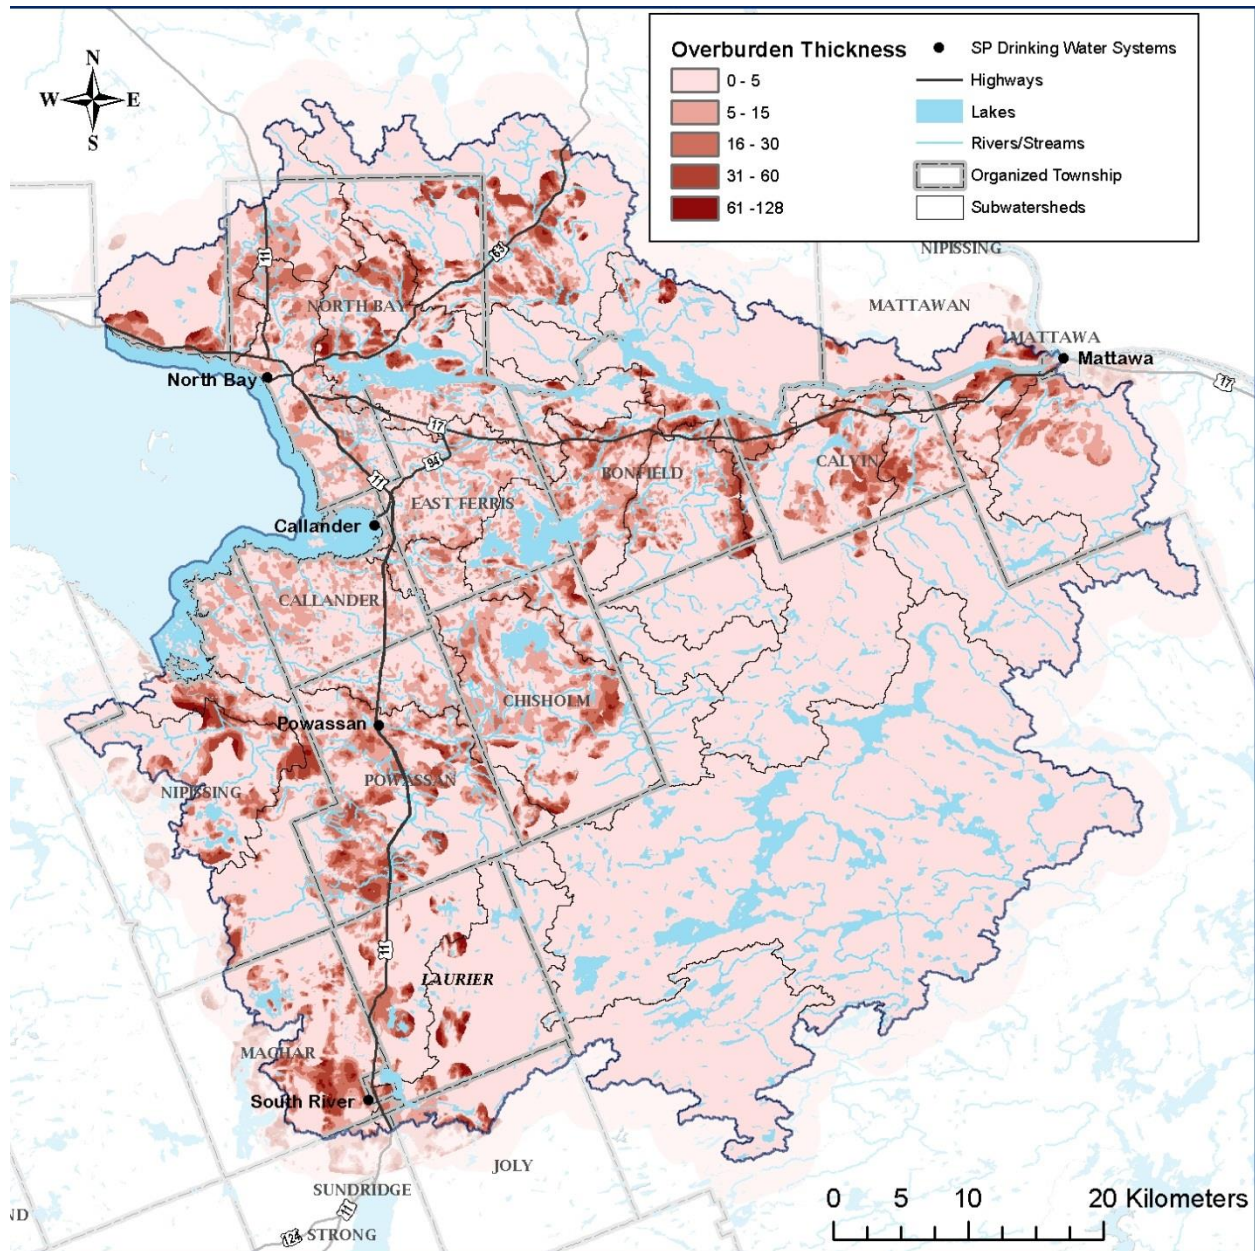 N
W E
S
Overburden Thickness
0 - 5
5 - 15
16 - 30
31 - 60
61 -128
SP Drinking Water Systems
Highways
Lakes
Rivers/Streams
Organized Township
Subwatersheds
NIPISSING
MATTAWAN
11
63
NORTH BAY
MATTAWA
Mattawa
North Bay
17
17
94
BONFIELD
CALVIN
11
EAST FERRIS
Callander
CALLANDER
CHISHOLM
Powassan
POWASSAN
NIPISSING
11
LAURIER
MACHAR
South River
JOLY
SUNDRIDGE
11
ND
124
STRONG
0 5 10 20 Kilometers